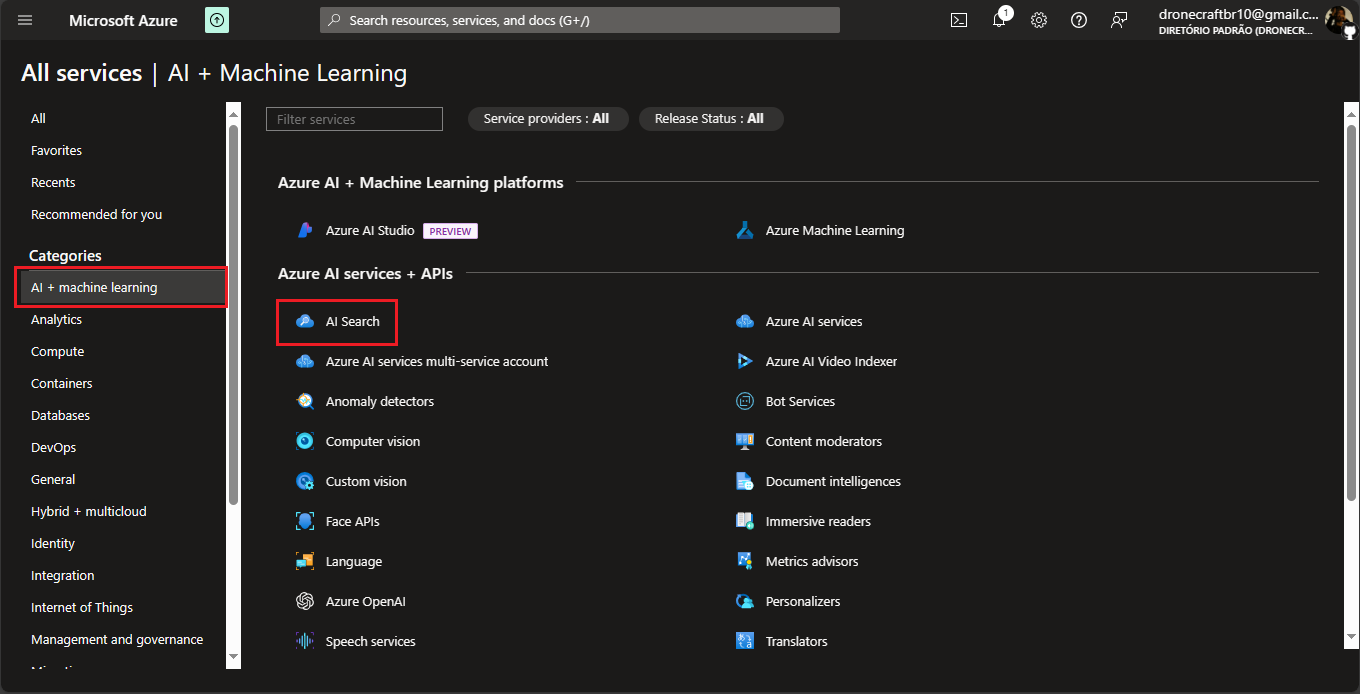 Microsoft Azure
Search resources, services, and docs (G+/)
1
dronecraftbr10@gmail.c...
DIRETÓRIO PADRÃO (DRONECR...
All services | AI + Machine Learning
All
Favorites
Recents
Recommended for you
Categories
AI + machine learning
Analytics
Compute
Containers
Databases
DevOps
General
Hybrid + multicloud
Identity
Integration
Internet of Things
Management and governance
Filter services
Service providers : All
Release Status : All
Azure AI + Machine Learning platforms
Azure AI Studio PREVIEW
Azure Machine Learning
Azure AI services + APIs
AI Search
Azure AI services
Azure AI services multi-service account
Azure AI Video Indexer
Anomaly detectors
Bot Services
Computer vision
Content moderators
Custom vision
Document intelligences
Face APIs
Immersive readers
Language
Metrics advisors
Azure OpenAI
Personalizers
Speech services
Translators